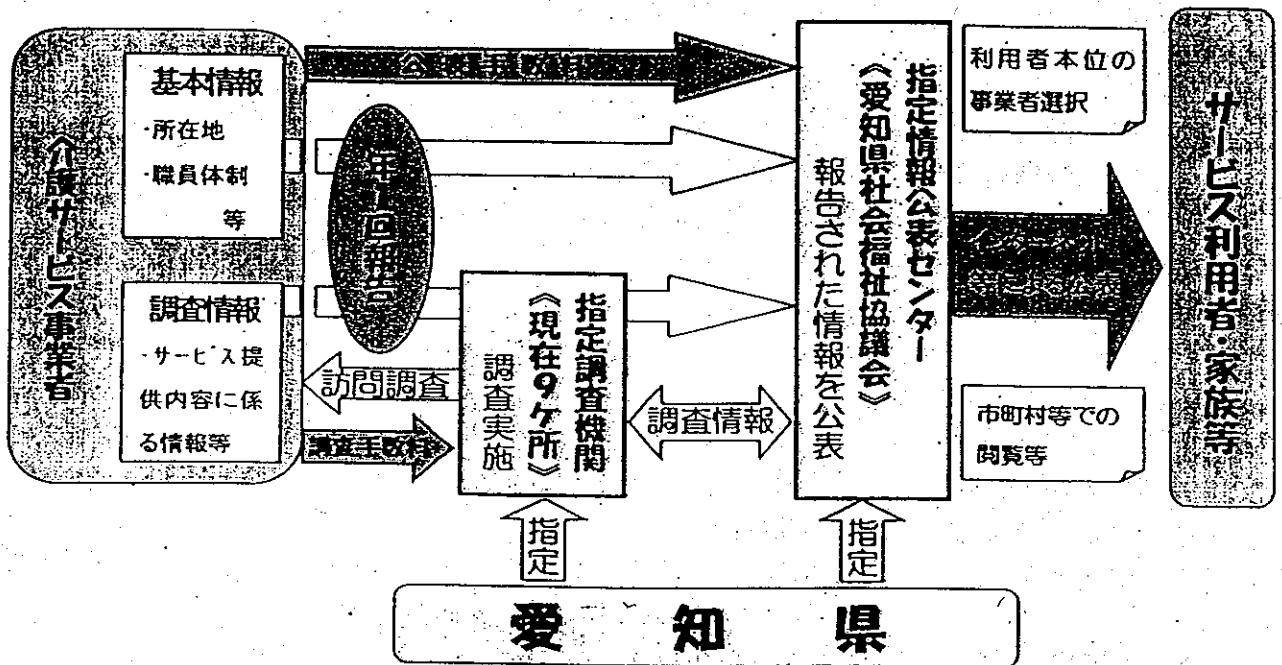 介護サービス事業者
基本情報
・所在地
・職員体制
等
調査情報
・サービス提
供内容に係
る情報等
公表手数料
年1回報告
訪問調査
調査手数料
指定調査機関
《現在9ケ所》
調査実施
調査情報
指定情報公表センター
《愛知県社会福祉協議会》
報告された情報を公表
利用者本位の
事業者選択
市町村等での
閲覧等
サービス利用者・家族等
指定
指定
愛知県